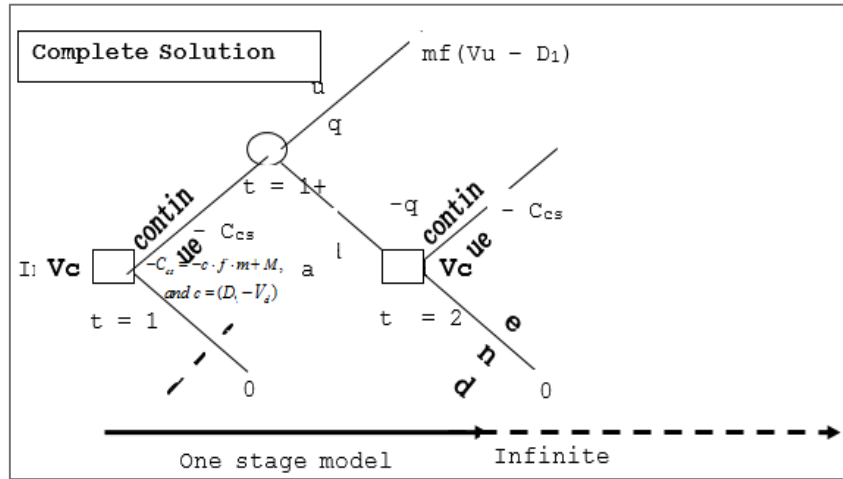 Complete Solution
mf(Vu – D1)
u
q
t = 1+
-q
contin
ue
– Ccs
contin
ue
– Ccs
Vc
-Ccs = -c·f·m+M,
and c=(D1-Vd)
a
l
Vc
t = 1
t = 2
e
n
d
0
0
One stage model
Infinite